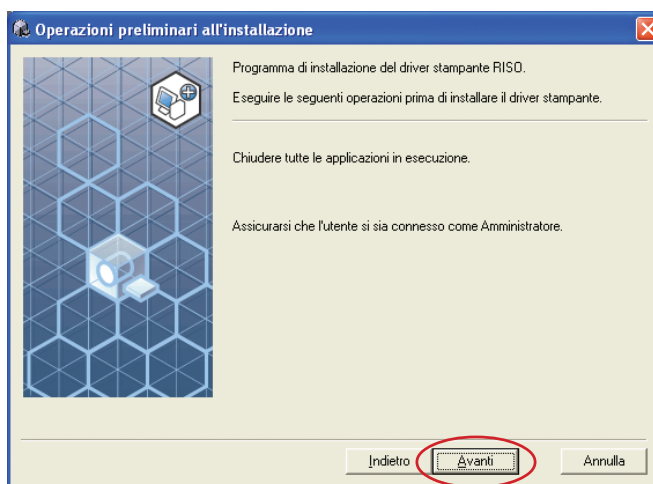 Operazioni preliminari all'installazione
Programma di installazione del driver stampante RISO.
Eseguire le seguenti operazioni prima di installare il driver stampante.
Chiudere tutte le applicazioni in esecuzione.
Assicurarsi che l'utente si sia connesso come Amministratore.
Indietro Avanti Annulla